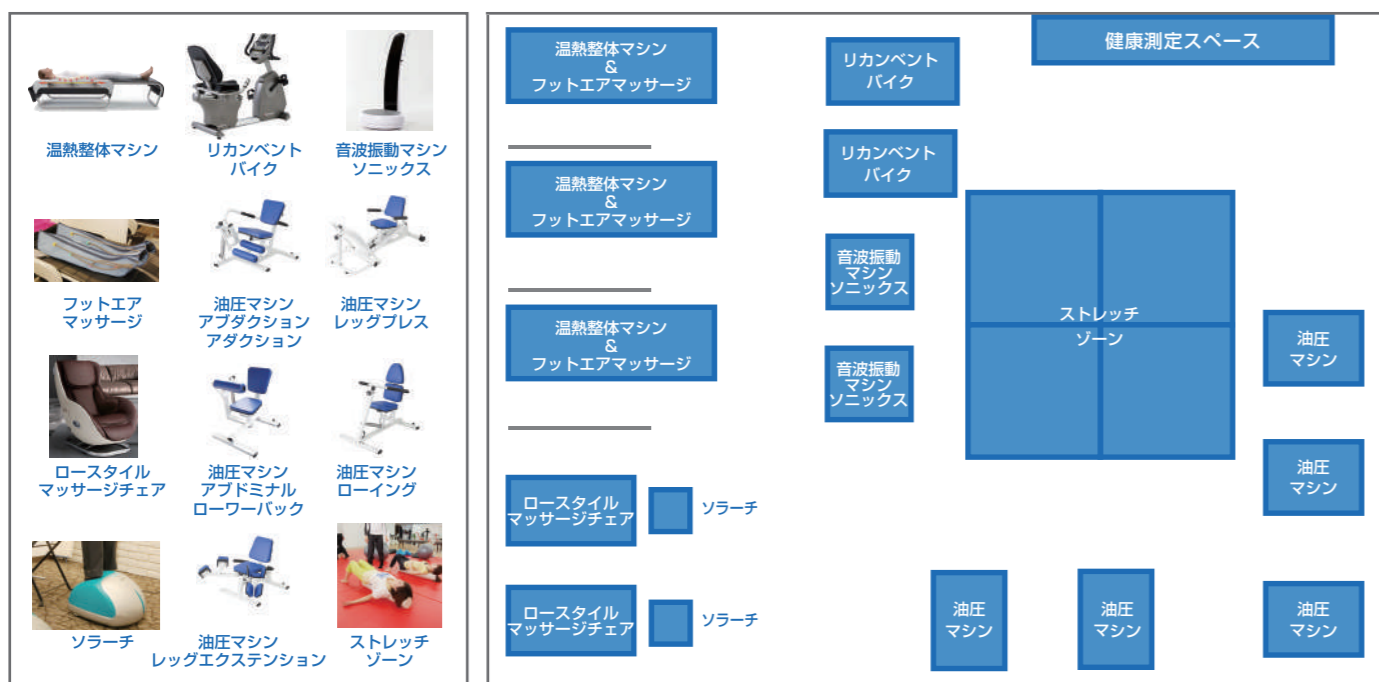 温熱整体マシン
リカンベント
バイク
音波振動マシン
ソニックス
フットエア
マッサージ
油圧マシン
アブダクション
アダクション
油圧マシン
レッグプレス
ロースタイル
マッサージチェア
油圧マシン
アブドミナル
ローワーバック
油圧マシン
ローイング
ソラーチ
油圧マシン
レッグエクステンション
ストレッチ
ゾーン
温熱整体マシン
&
フットエアマッサージ
リカンベント
バイク
健康測定スペース
リカンベント
バイク
温熱整体マシン
&
フットエアマッサージ
音波振動
マシン
ソニックス
ストレッチ
ゾーン
温熱整体マシン
&
フットエアマッサージ
音波振動
マシン
ソニックス
油圧
マシン
油圧
マシン
ロースタイル
マッサージチェア
ソラーチ
ロースタイル
マッサージチェア
ソラーチ
油圧
マシン
油圧
マシン
油圧
マシン